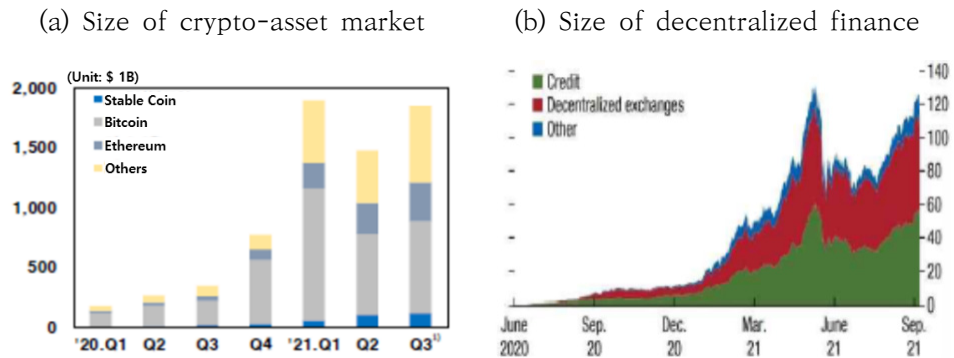 (a) Size of crypto-asset market
(Unit: $ 1B)
2,000
1,500
1,000
500
0
Stable Coin
Bitcoin
Ethereum
Others
'20.Q1 Q2 Q3 Q4 '21.Q1 Q2 Q3¹⁾
(b) Size of decentralized finance
Credit
Decentralized exchanges
Other
140
120
100
80
60
40
20
0
June Sep. Dec. Mar. June Sep.
2020 20 20 21 21 21